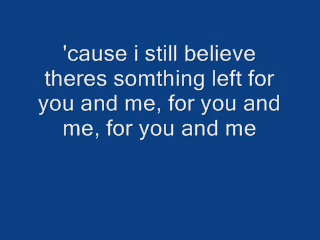 'cause i still believe
theres somthing left for
you and me, for you and
me, for you and me